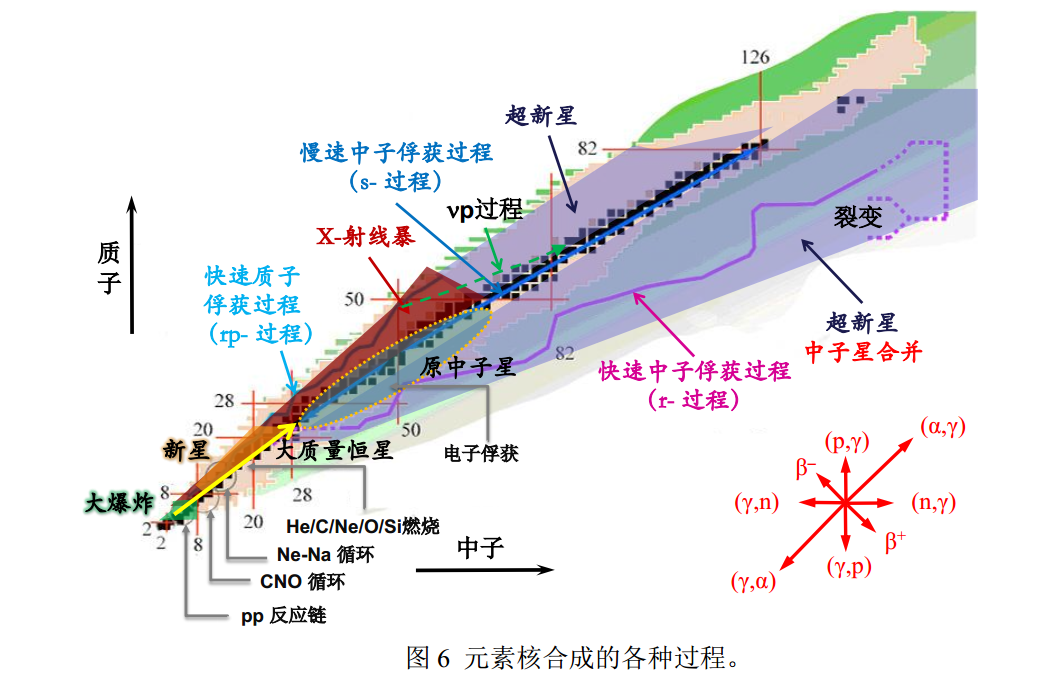 126
超新星
82
慢速中子俘获过程
（s- 过程）
νp过程
X-射线暴
质
子
快速质子
俘获过程
（rp- 过程）
50
裂变
超新星
中子星合并
82
原中子星
快速中子俘获过程
（r- 过程）
28
20
50
新星
大质量恒星
电子俘获
大爆炸
8
2
2
8
20
28
He/C/Ne/O/Si燃烧
Ne-Na 循环
CNO 循环
pp 反应链
中子
(α,γ)
(p,γ)
β⁻
(γ,n)
(n,γ)
β⁺
(γ,p)
(γ,α)
图 6 元素核合成的各种过程。